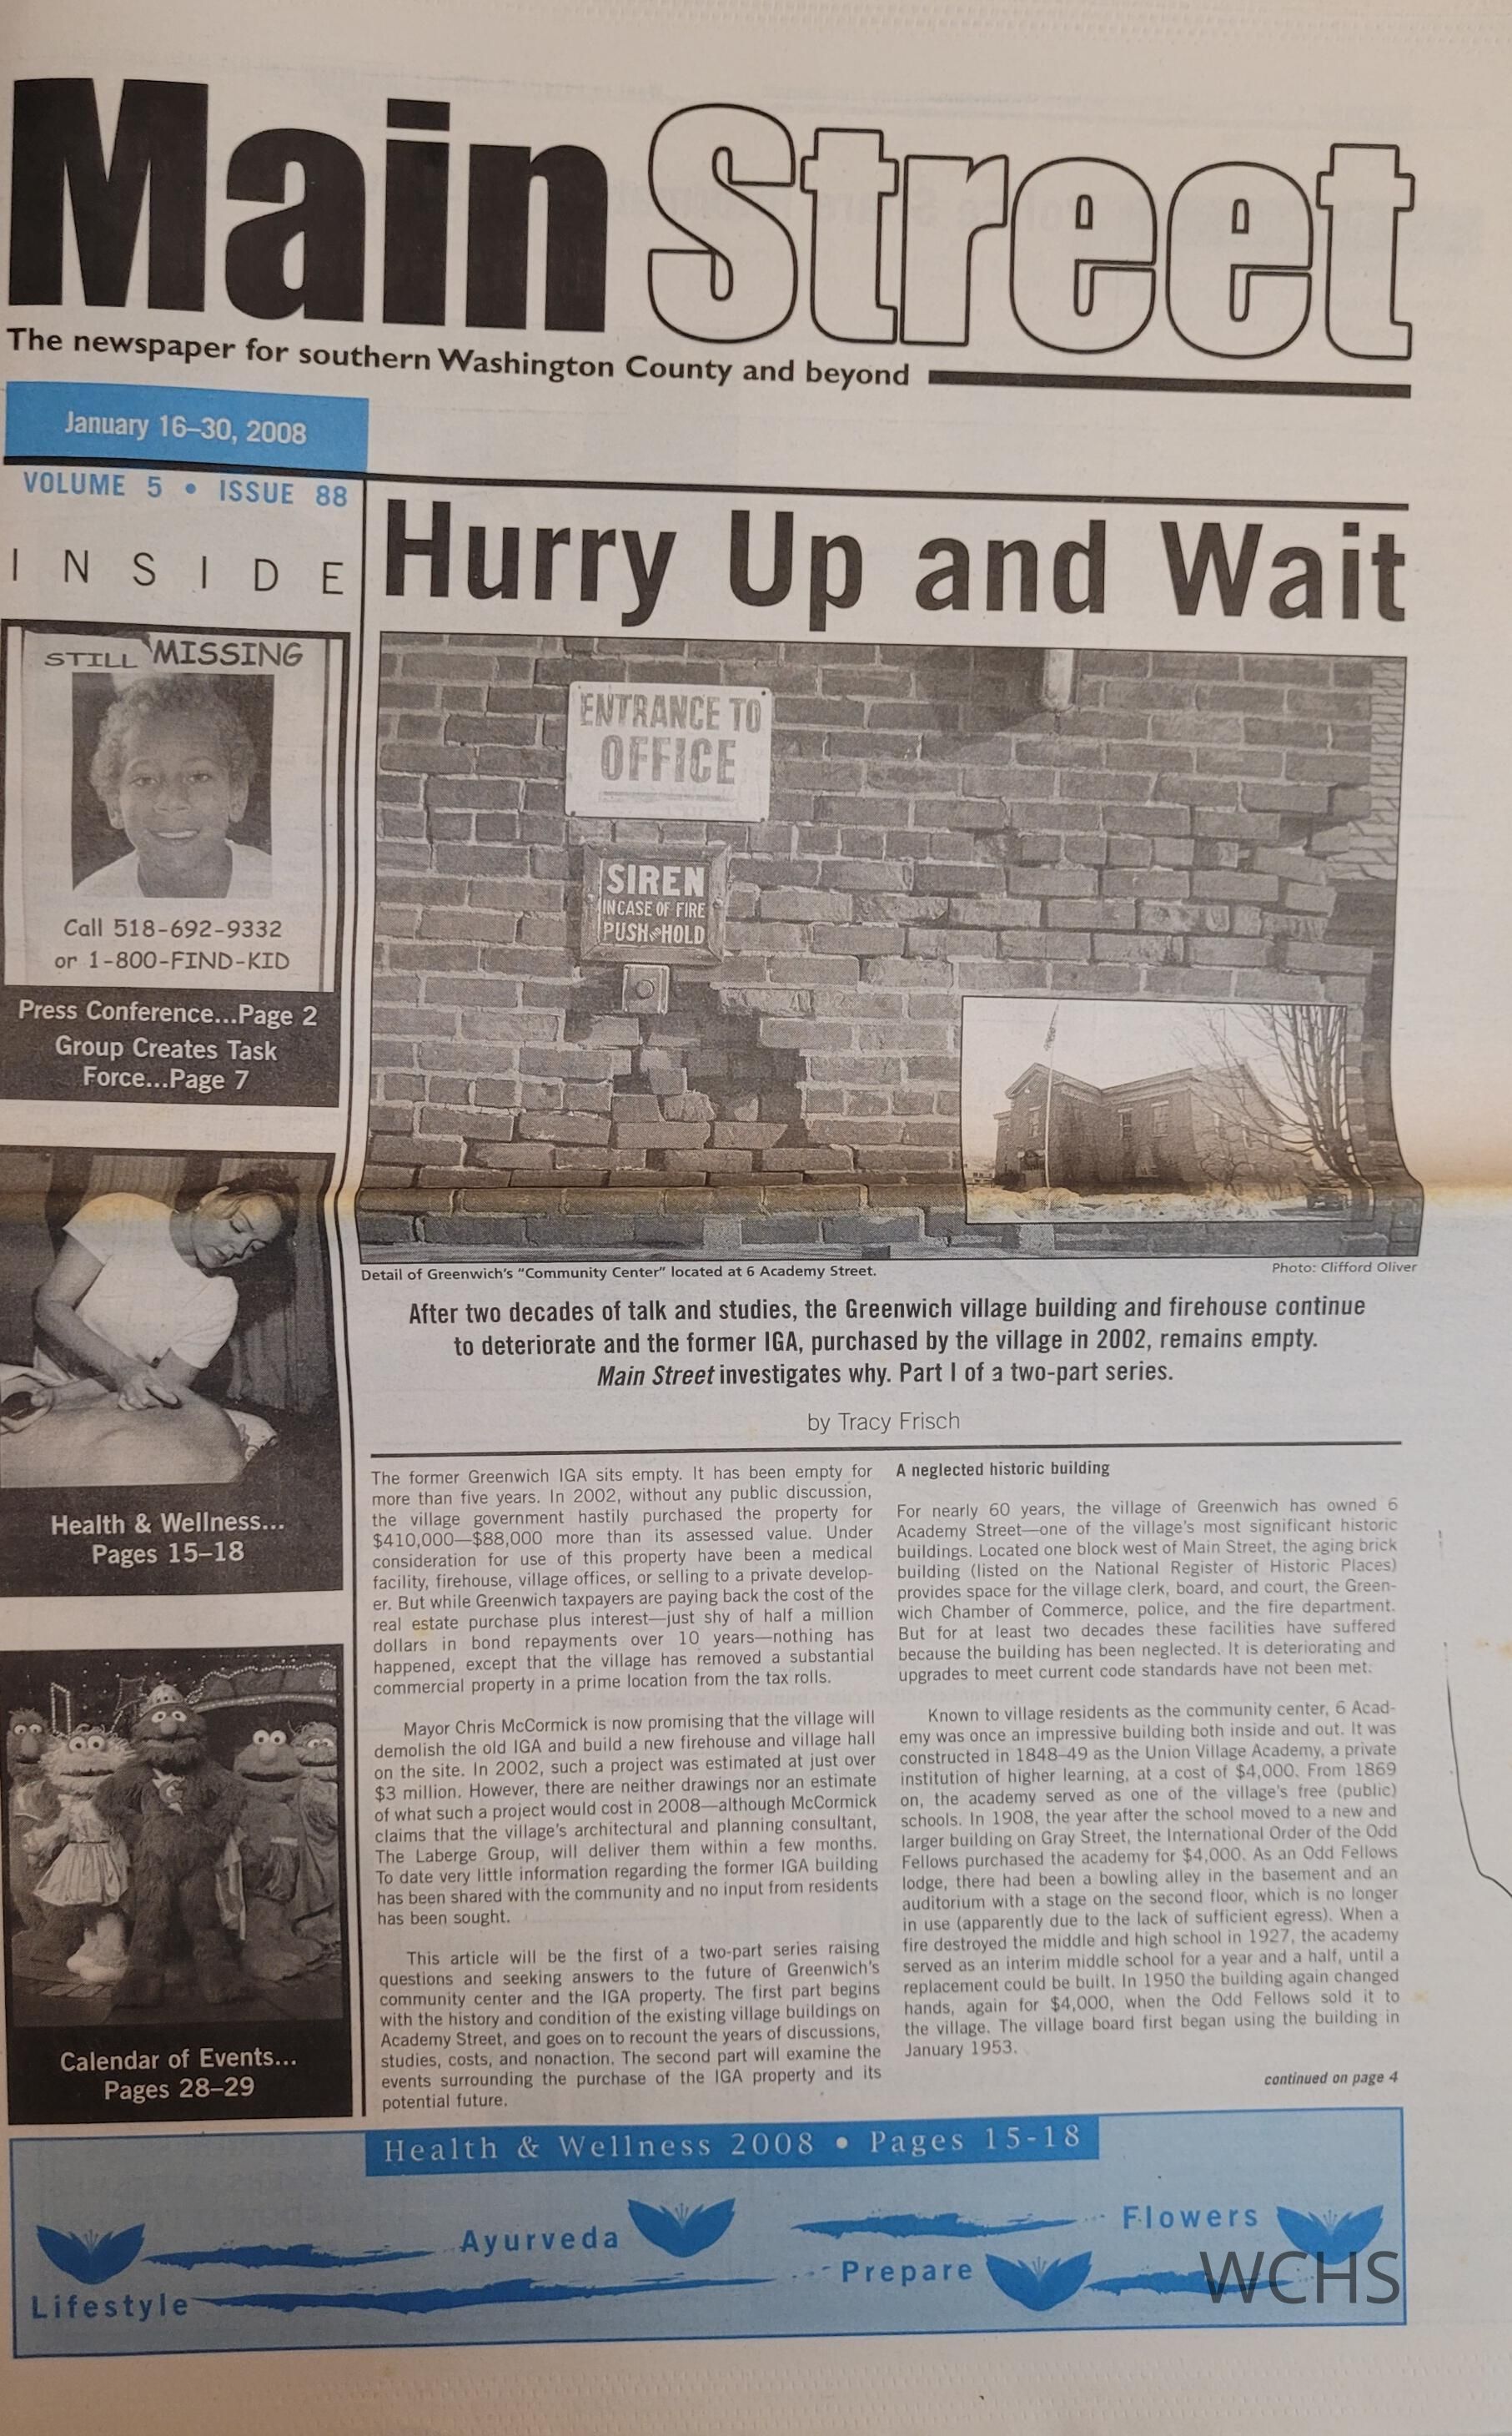 Main Street
The newspaper for southern Washington County and beyond
January 16–30, 2008
VOLUME 5 • ISSUE 88
INSIDE
STILL MISSING
Call 518-692-9332
or 1-800-FIND-KID
Press Conference...Page 2
Group Creates Task
Force...Page 7
Health & Wellness...
Pages 15–18
Calendar of Events...
Pages 28–29
Hurry Up and Wait
ENTRANCE TO
OFFICE
SIREN
IN CASE OF FIRE
PUSH & HOLD
Detail of Greenwich's "Community Center" located at 6 Academy Street.
Photo: Clifford Oliver
After two decades of talk and studies, the Greenwich village building and firehouse continue
to deteriorate and the former IGA, purchased by the village in 2002, remains empty.
Main Street investigates why. Part I of a two-part series.
by Tracy Frisch
The former Greenwich IGA sits empty. It has been empty for
more than five years. In 2002, without any public discussion,
the village government hastily purchased the property for
$410,000—$88,000 more than its assessed value. Under
consideration for use of this property have been a medical
facility, firehouse, village offices, or selling to a private develop-
er. But while Greenwich taxpayers are paying back the cost of the
real estate purchase plus interest—just shy of half a million
dollars in bond repayments over 10 years—nothing has
happened, except that the village has removed a substantial
commercial property in a prime location from the tax rolls.
Mayor Chris McCormick is now promising that the village will
demolish the old IGA and build a new firehouse and village hall
on the site. In 2002, such a project was estimated at just over
$3 million. However, there are neither drawings nor an estimate
of what such a project would cost in 2008—although McCormick
claims that the village's architectural and planning consultant,
The Laberge Group, will deliver them within a few months.
To date very little information regarding the former IGA building
has been shared with the community and no input from residents
has been sought.
This article will be the first of a two-part series raising
questions and seeking answers to the future of Greenwich's
community center and the IGA property. The first part begins
with the history and condition of the existing village buildings on
Academy Street, and goes on to recount the years of discussions,
studies, costs, and nonaction. The second part will examine the
events surrounding the purchase of the IGA property and its
potential future.
A neglected historic building
For nearly 60 years, the village of Greenwich has owned 6
Academy Street—one of the village's most significant historic
buildings. Located one block west of Main Street, the aging brick
building (listed on the National Register of Historic Places)
provides space for the village clerk, board, and court, the Green-
wich Chamber of Commerce, police, and the fire department.
But for at least two decades these facilities have suffered
because the building has been neglected. It is deteriorating and
upgrades to meet current code standards have not been met.
Known to village residents as the community center, 6 Acad-
emy was once an impressive building both inside and out. It was
constructed in 1848–49 as the Union Village Academy, a private
institution of higher learning, at a cost of $4,000. From 1869
on, the academy served as one of the village's free (public)
schools. In 1908, the year after the school moved to a new and
larger building on Gray Street, the International Order of the Odd
Fellows purchased the academy for $4,000. As an Odd Fellows
lodge, there had been a bowling alley in the basement and an
auditorium with a stage on the second floor, which is no longer
in use (apparently due to the lack of sufficient egress). When a
fire destroyed the middle and high school in 1927, the academy
served as an interim middle school for a year and a half, until a
replacement could be built. In 1950 the building again changed
hands, again for $4,000, when the Odd Fellows sold it to
the village. The village board first began using the building in
January 1953.
continued on page 4
Health & Wellness 2008 • Pages 15-18
Ayurveda
Flowers
Prepare
Lifestyle
WCHS